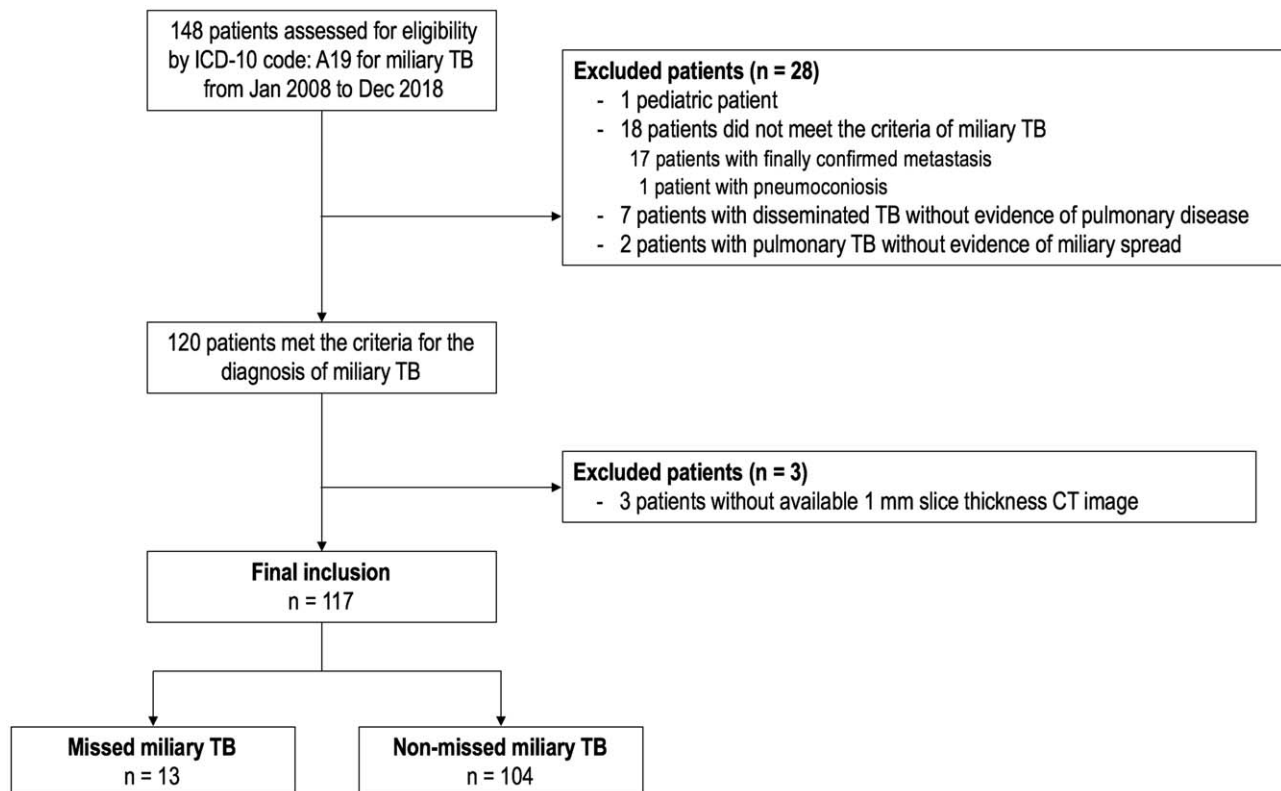 148 patients assessed for eligibility
by ICD-10 code: A19 for miliary TB
from Jan 2008 to Dec 2018
Excluded patients (n = 28)
- 1 pediatric patient
- 18 patients did not meet the criteria of miliary TB
17 patients with finally confirmed metastasis
1 patient with pneumoconiosis
- 7 patients with disseminated TB without evidence of pulmonary disease
- 2 patients with pulmonary TB without evidence of miliary spread
120 patients met the criteria for the
diagnosis of miliary TB
Excluded patients (n = 3)
- 3 patients without available 1 mm slice thickness CT image
Final inclusion
n = 117
Missed miliary TB
n = 13
Non-missed miliary TB
n = 104